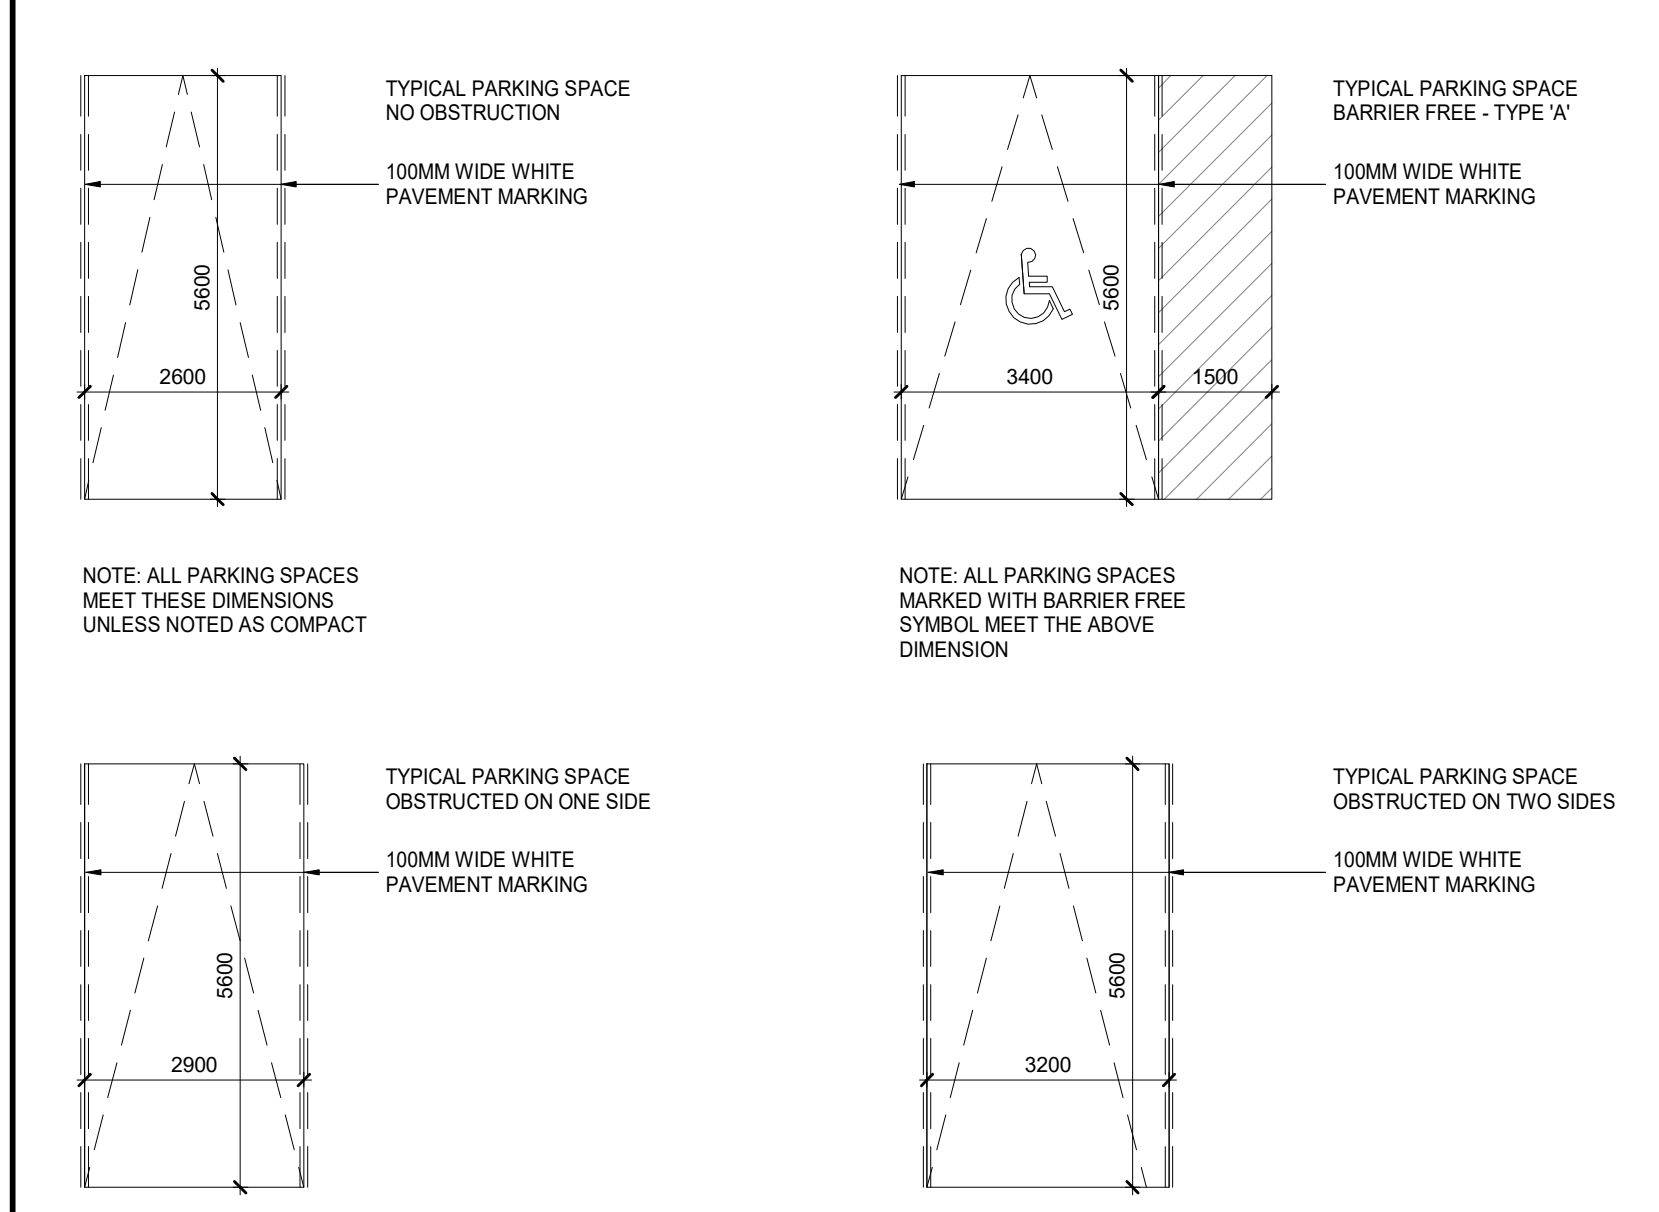 TYPICAL PARKING SPACE
NO OBSTRUCTION
100MM WIDE WHITE
PAVEMENT MARKING
5600
2600
NOTE: ALL PARKING SPACES
MEET THESE DIMENSIONS
UNLESS NOTED AS COMPACT
TYPICAL PARKING SPACE
BARRIER FREE - TYPE 'A'
100MM WIDE WHITE
PAVEMENT MARKING
5600
3400
1500
NOTE: ALL PARKING SPACES
MARKED WITH BARRIER FREE
SYMBOL MEET THE ABOVE
DIMENSION
TYPICAL PARKING SPACE
OBSTRUCTED ON ONE SIDE
100MM WIDE WHITE
PAVEMENT MARKING
5600
2900
TYPICAL PARKING SPACE
OBSTRUCTED ON TWO SIDES
100MM WIDE WHITE
PAVEMENT MARKING
5600
3200